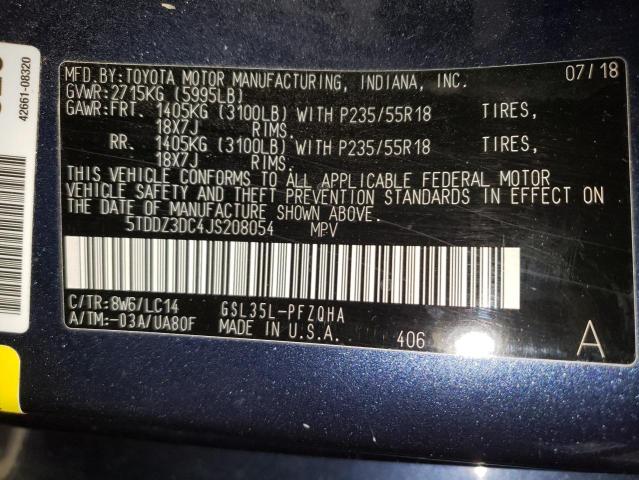 MFD.BY:TOYOTA MOTOR MANUFACTURING, INDIANA, INC. 07/18
GVWR:2715KG (5995LB)
GAWR:FRT. 1405KG (3100LB) WITH P235/55R18 TIRES,
18X7J RIMS.
RR. 1405KG (3100LB) WITH P235/55R18 TIRES,
18X7J RIMS.
THIS VEHICLE CONFORMS TO ALL APPLICABLE FEDERAL MOTOR
VEHICLE SAFETY AND THEFT PREVENTION STANDARDS IN EFFECT ON
THE DATE OF MANUFACTURE SHOWN ABOVE.
5TDDZ3DC4JS208054 MPV
C/TR:8W6/LC14 GSL35L-PFZQHA
A/TM:-03A/UA80F MADE IN U.S.A. 406 A
42661-08320